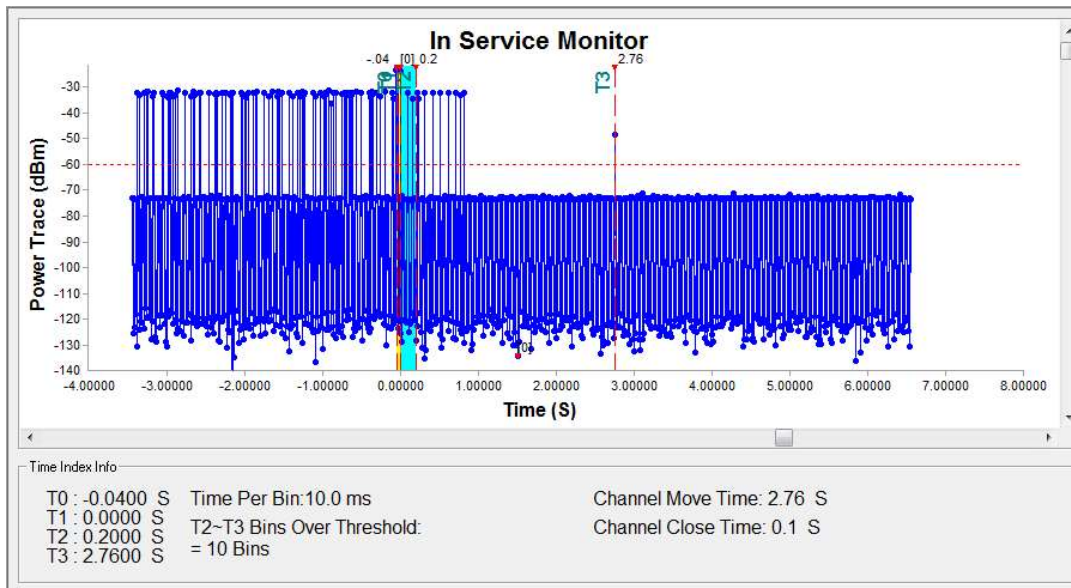 In Service Monitor
-.04 [0] 0.2 2.76
T2 T3
-30
-40
-50
-60
-70
-80
-90
-100
-110
-120
-130
-140
Power Trace (dBm)
[0]
-4.00000 -3.00000 -2.00000 -1.00000 0.00000 1.00000 2.00000 3.00000 4.00000 5.00000 6.00000 7.00000 8.00000
Time (S)
Time Index Info
T0 : -0.0400 S Time Per Bin:10.0 ms Channel Move Time: 2.76 S
T1 : 0.0000 S T2~T3 Bins Over Threshold: Channel Close Time: 0.1 S
T2 : 0.2000 S = 10 Bins
T3 : 2.7600 S